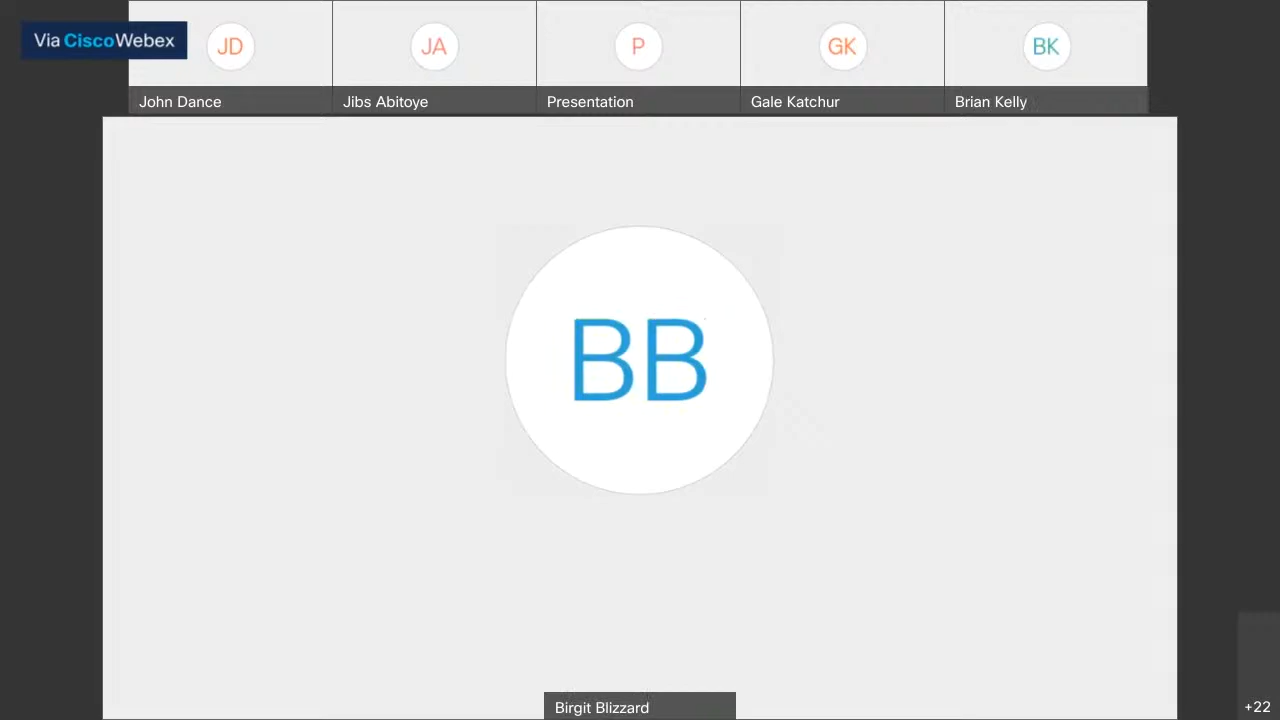 Via CiscoWebex
JD
JA
P
GK
BK
John Dance
Jibs Abitoye
Presentation
Gale Katchur
Brian Kelly
BB
Birgit Blizzard
+22